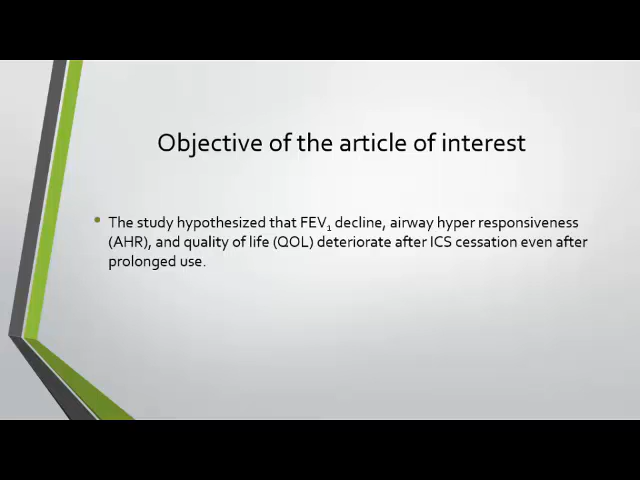 Objective of the article of interest
• The study hypothesized that FEV₁ decline, airway hyper responsiveness
(AHR), and quality of life (QOL) deteriorate after ICS cessation even after
prolonged use.